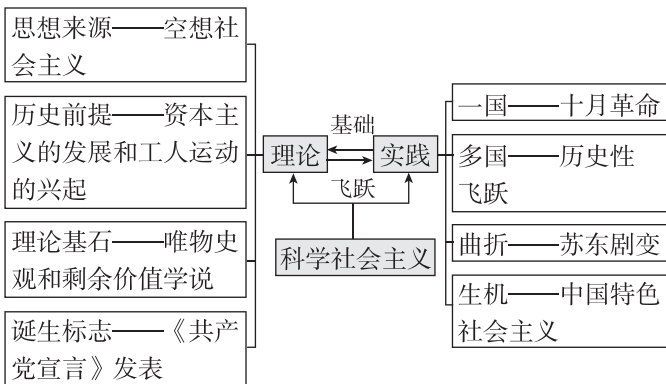 思想来源——空想社
会主义
历史前提——资本主
义的发展和工人运动
的兴起
理论基石——唯物史
观和剩余价值学说
诞生标志——《共产
党宣言》发表
基础
理论
实践
飞跃
科学社会主义
一国——十月革命
多国——历史性
飞跃
曲折——苏东剧变
生机——中国特色
社会主义